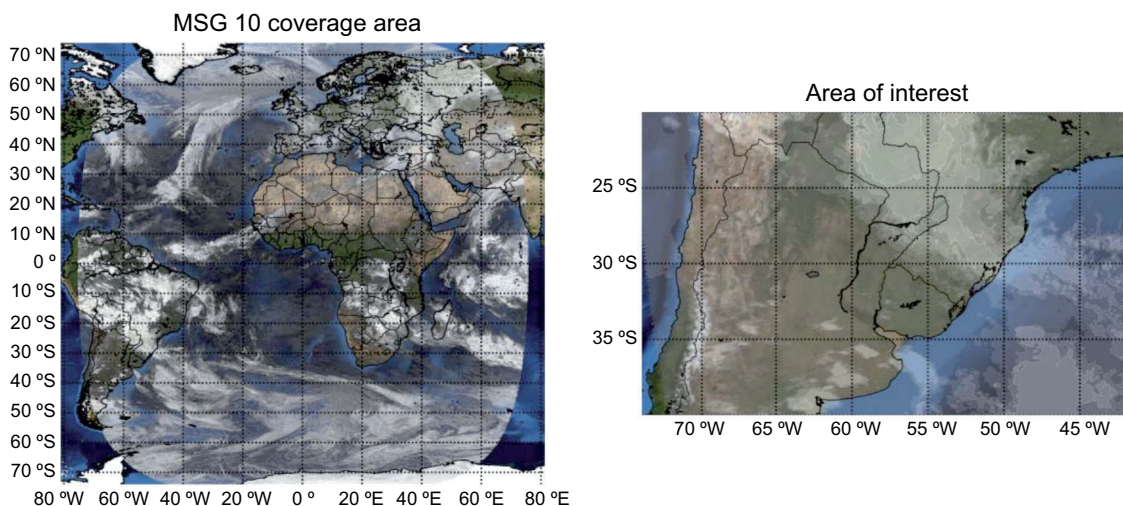 MSG 10 coverage area
70 ºN
60 ºN
50 ºN
40 ºN
30 ºN
20 ºN
10 ºN
0 º
10 ºS
20 ºS
30 ºS
40 ºS
50 ºS
60 ºS
70 ºS
80 ºW 60 ºW 40 ºW 20 ºW 0 º 20 ºE 40 ºE 60 ºE 80 ºE
Area of interest
25 ºS
30 ºS
35 ºS
70 ºW 65 ºW 60 ºW 55 ºW 50 ºW 45 ºW